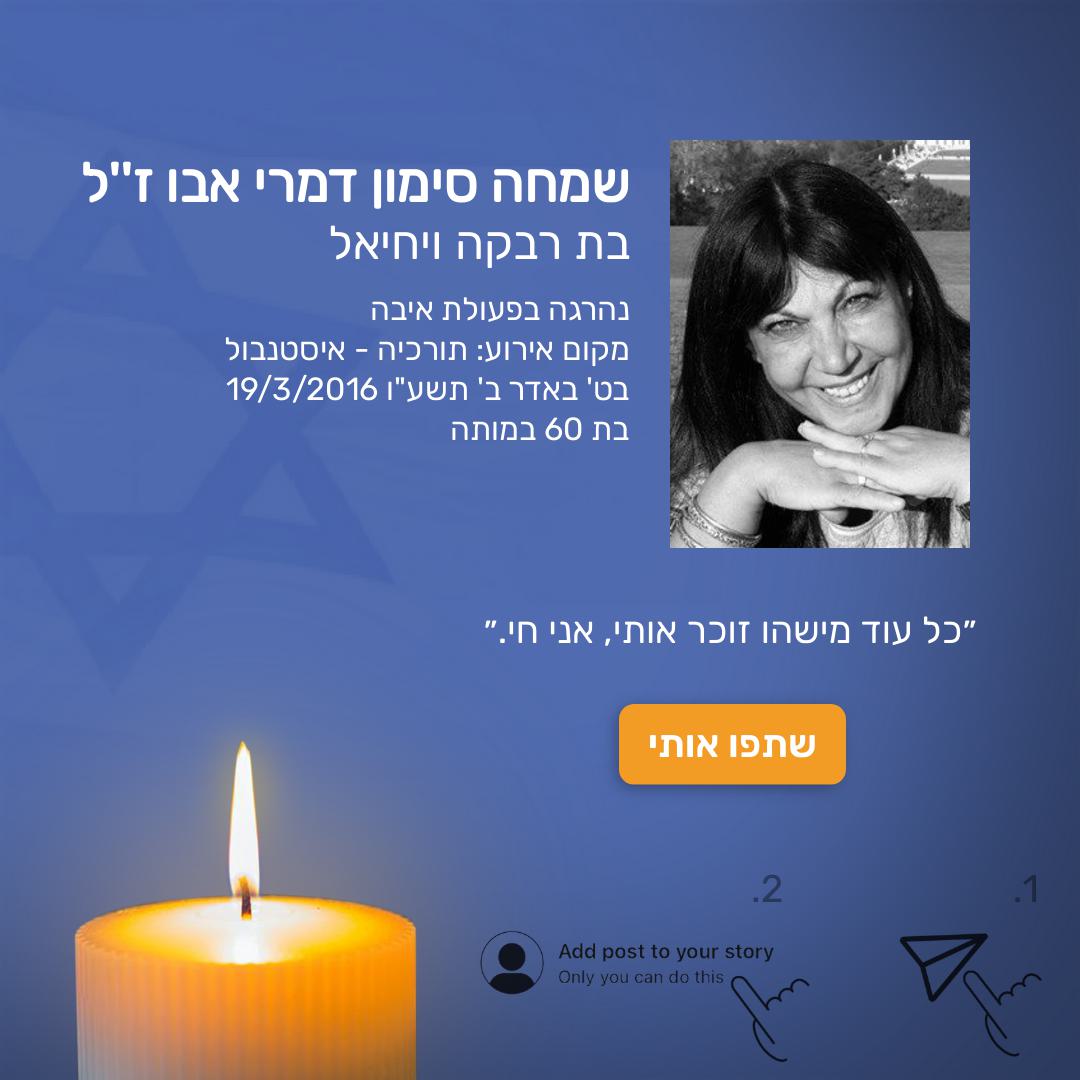 שמחה סימון דמרי אבו ז"ל
בת רבקה ויחיאל
נהרגה בפעולת איבה
מקום אירוע: תורכיה - איסטנבול
בט' באדר ב' תשע"ו 19/3/2016
בת 60 במותה
"כל עוד מישהו זוכר אותי, אני חי."
שתפו אותי
1.
2.
Add post to your story
Only you can do this